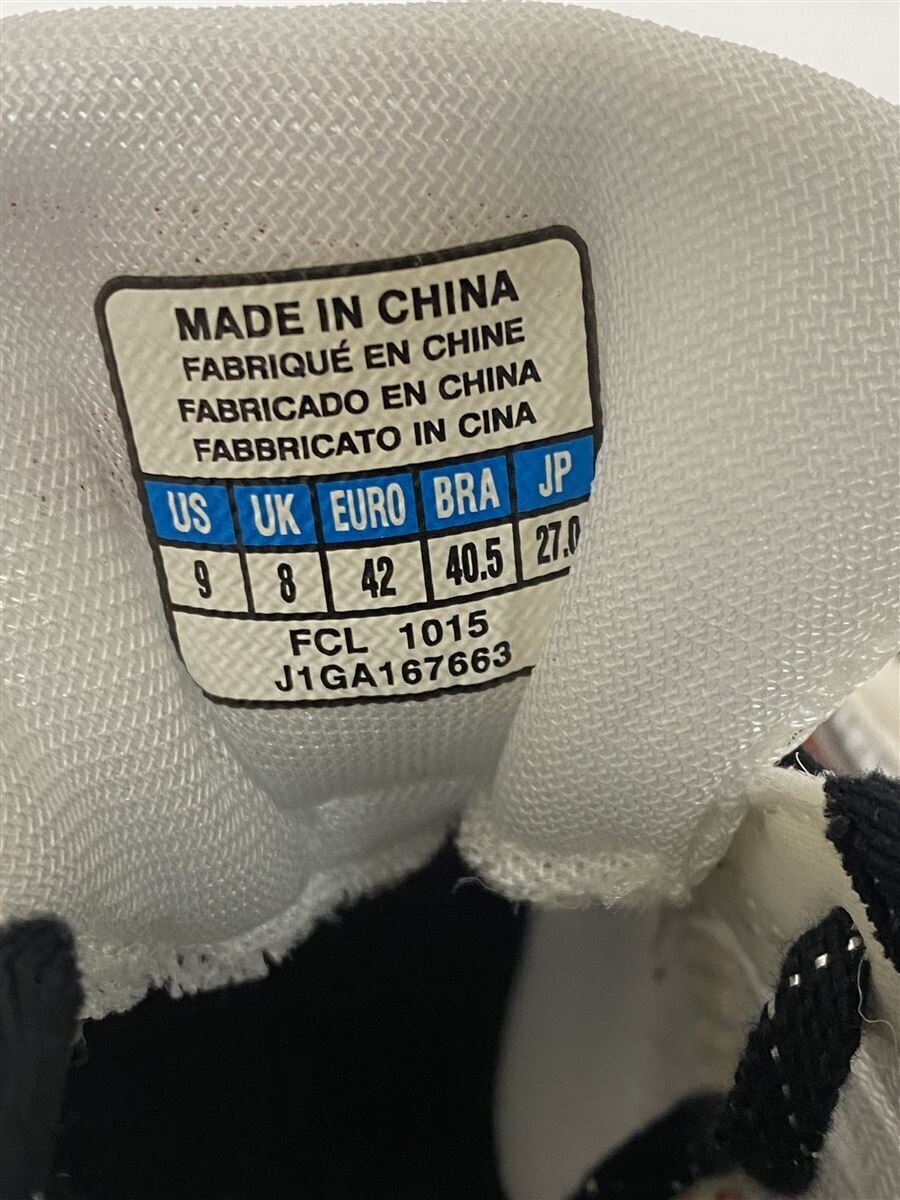 MADE IN CHINA
FABRIQUÉ EN CHINE
FABRICADO EN CHINA
FABBRICATO IN CINA
US UK EURO BRA JP
9 8 42 40.5 27.0
FCL 1015
J1GA167663